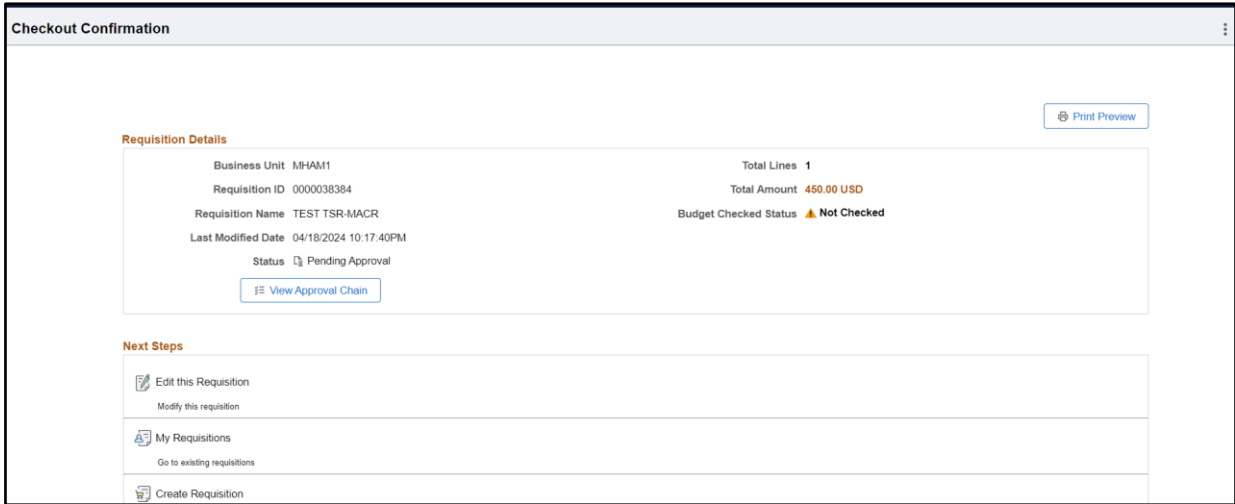 Checkout Confirmation
Print Preview
Requisition Details
Business Unit MHAM1
Total Lines 1
Requisition ID 0000038384
Total Amount 450.00 USD
Requisition Name TEST TSR-MACR
Budget Checked Status Not Checked
Last Modified Date 04/18/2024 10:17:40PM
Status Pending Approval
View Approval Chain
Next Steps
Edit this Requisition
Modify this requisition
My Requisitions
Go to existing requisitions
Create Requisition